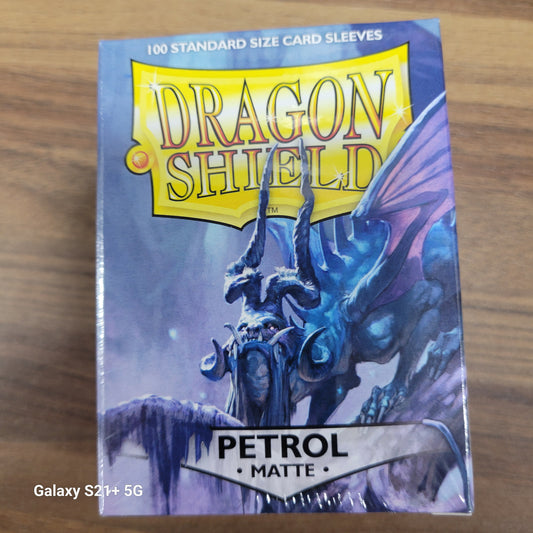 100 STANDARD SIZE CARD SLEEVES
DRAGON
SHIELD
TM
PETROL
• MATTE •
Galaxy S21+ 5G